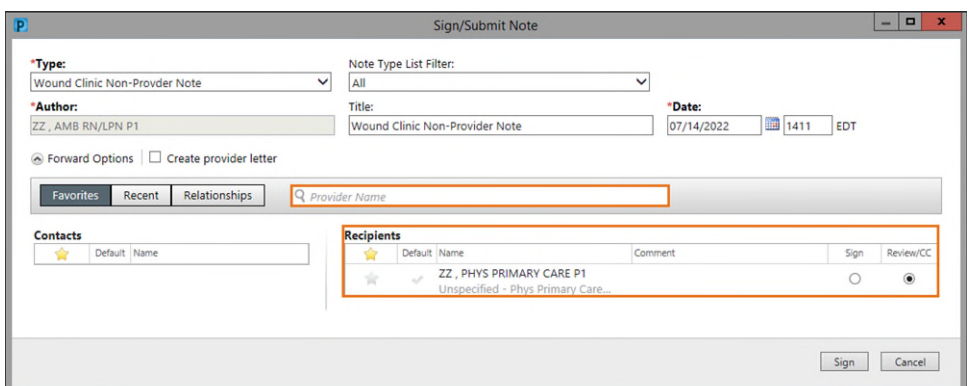 P Sign/Submit Note
*Type: Note Type List Filter:
Wound Clinic Non-Provder Note All
*Author: Title: *Date:
ZZ , AMB RN/LPN P1 Wound Clinic Non-Provider Note 07/14/2022 1411 EDT
Forward Options Create provider letter
Favorites Recent Relationships Provider Name
Contacts Recipients
Default Name Default Name Comment Sign Review/CC
ZZ , PHYS PRIMARY CARE P1
Unspecified - Phys Primary Care...
Sign Cancel